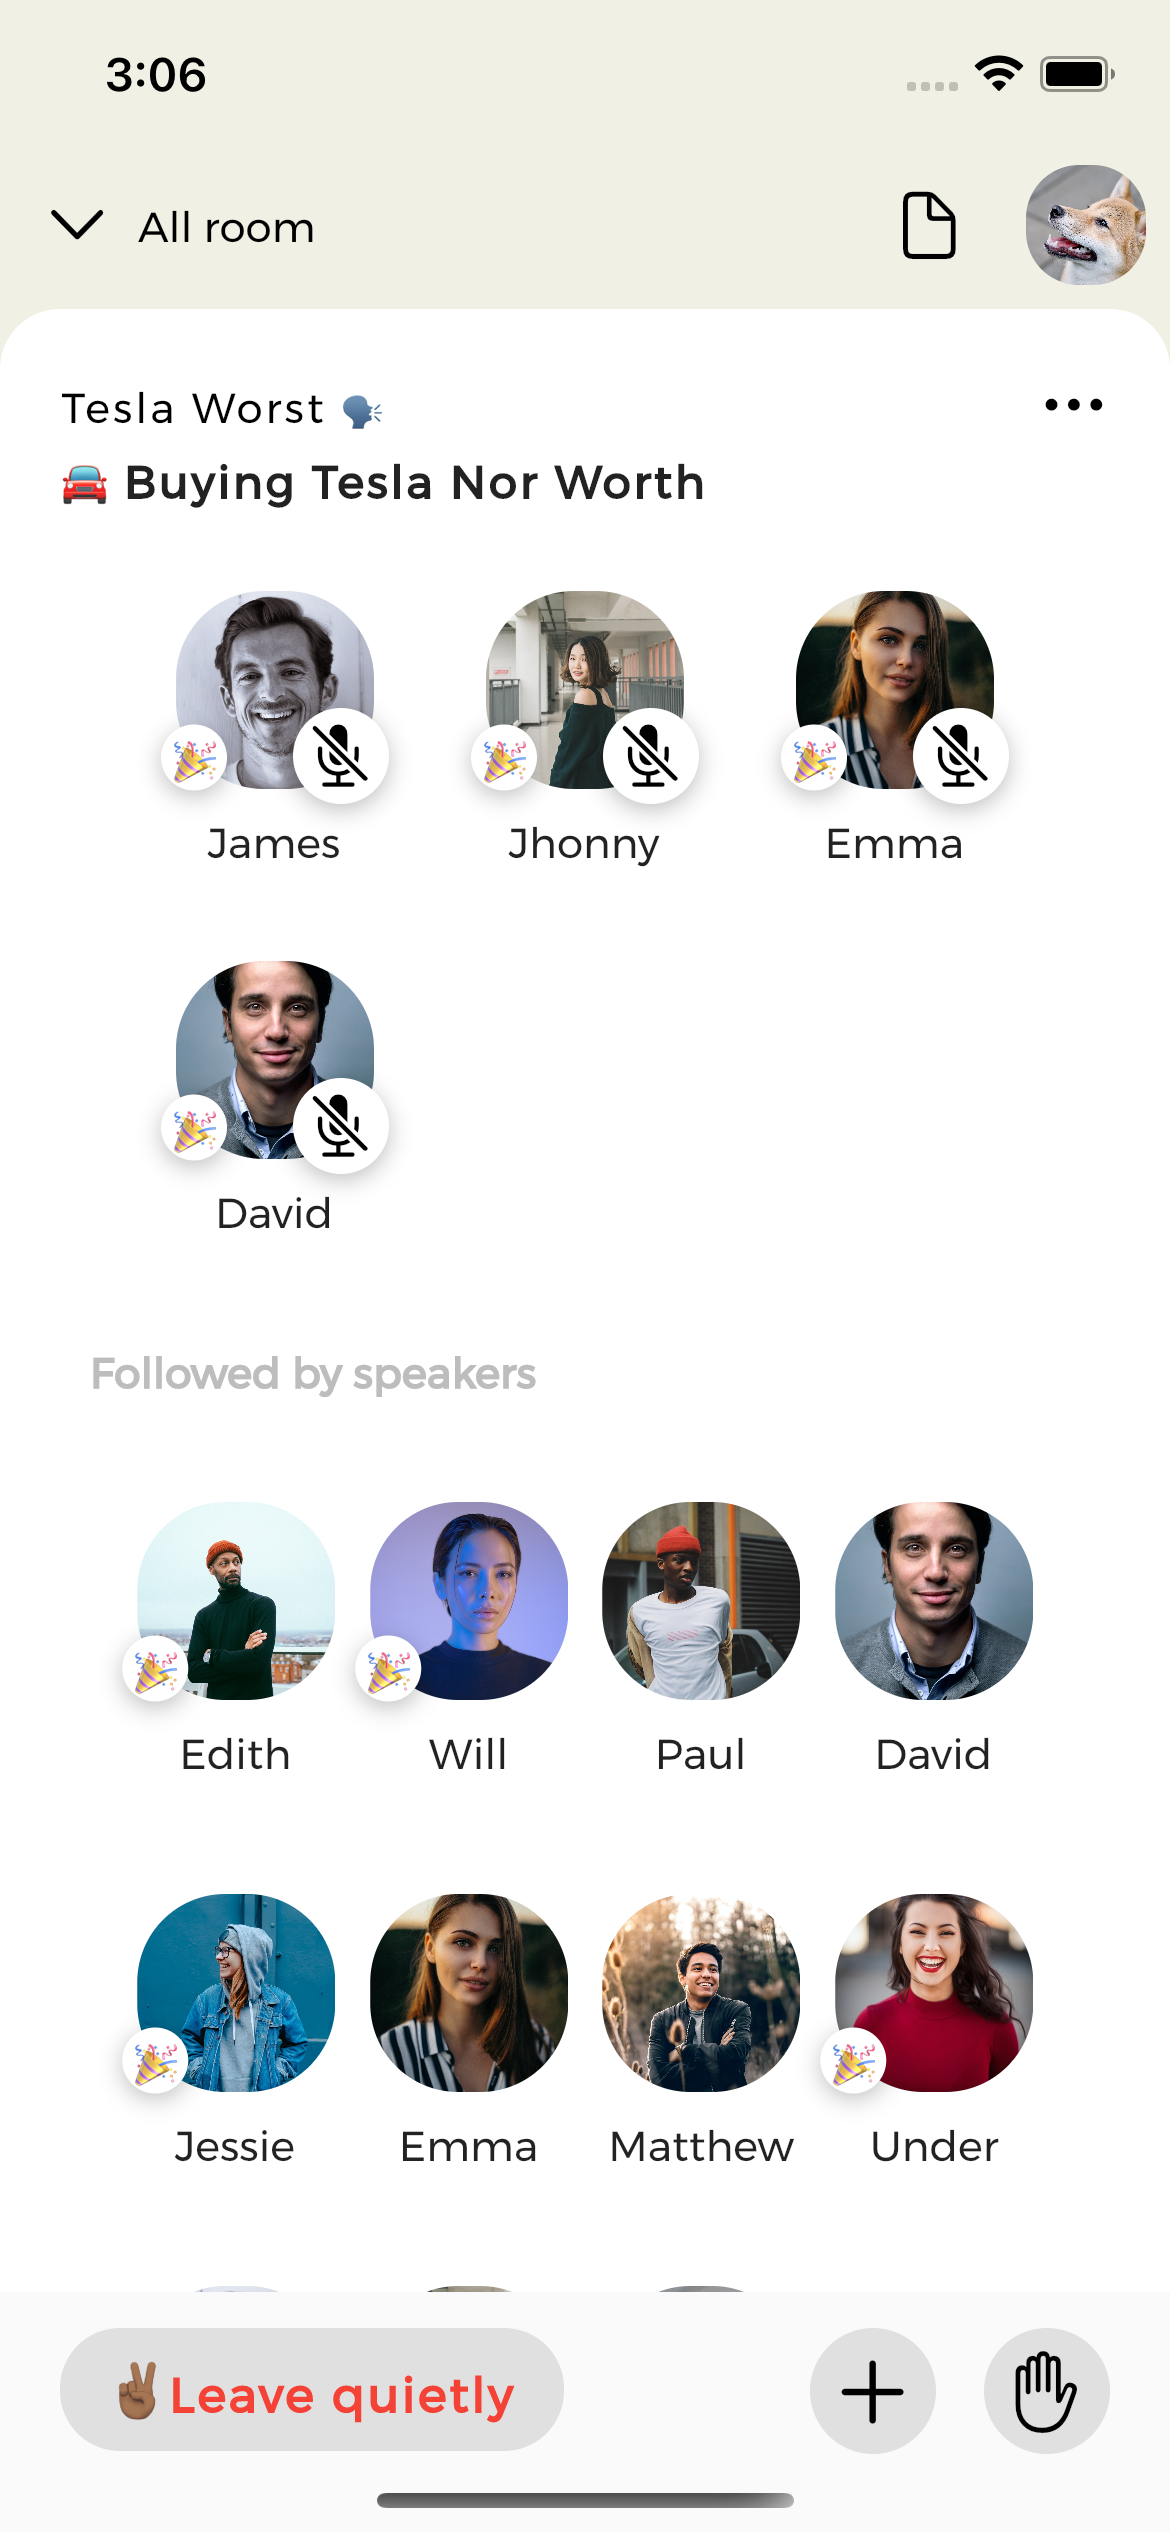 3:06
All room
Tesla Worst 🗣
🚘 Buying Tesla Nor Worth
James
Jhonny
Emma
David
Followed by speakers
Edith
Will
Paul
David
Jessie
Emma
Matthew
Under
✌🏾Leave quietly